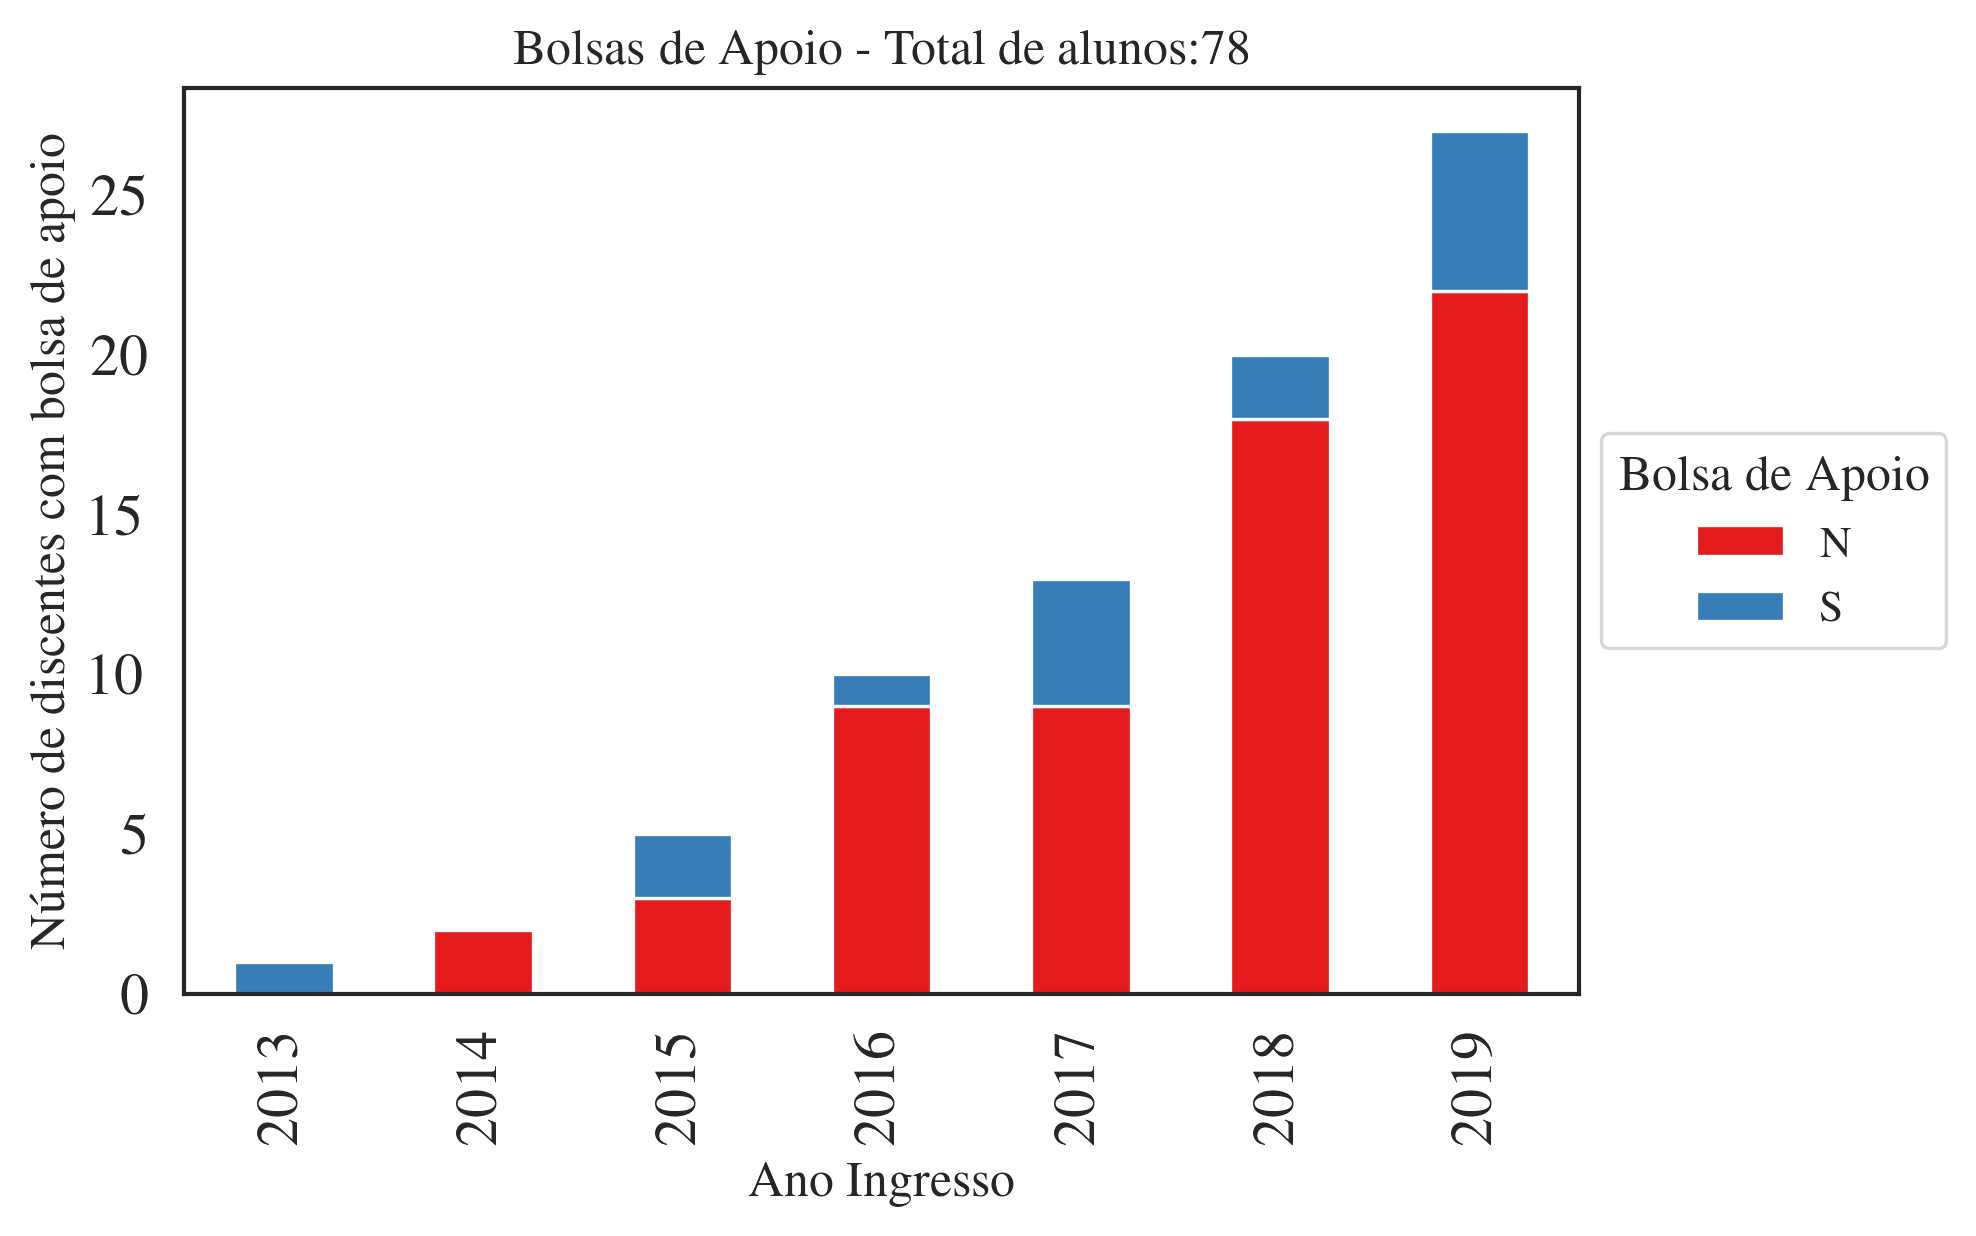 Bolsas de Apoio - Total de alunos:78
Número de discentes com bolsa de apoio
25
20
15
10
5
0
2013
2014
2015
2016
2017
2018
2019
Ano Ingresso
Bolsa de Apoio
N
S